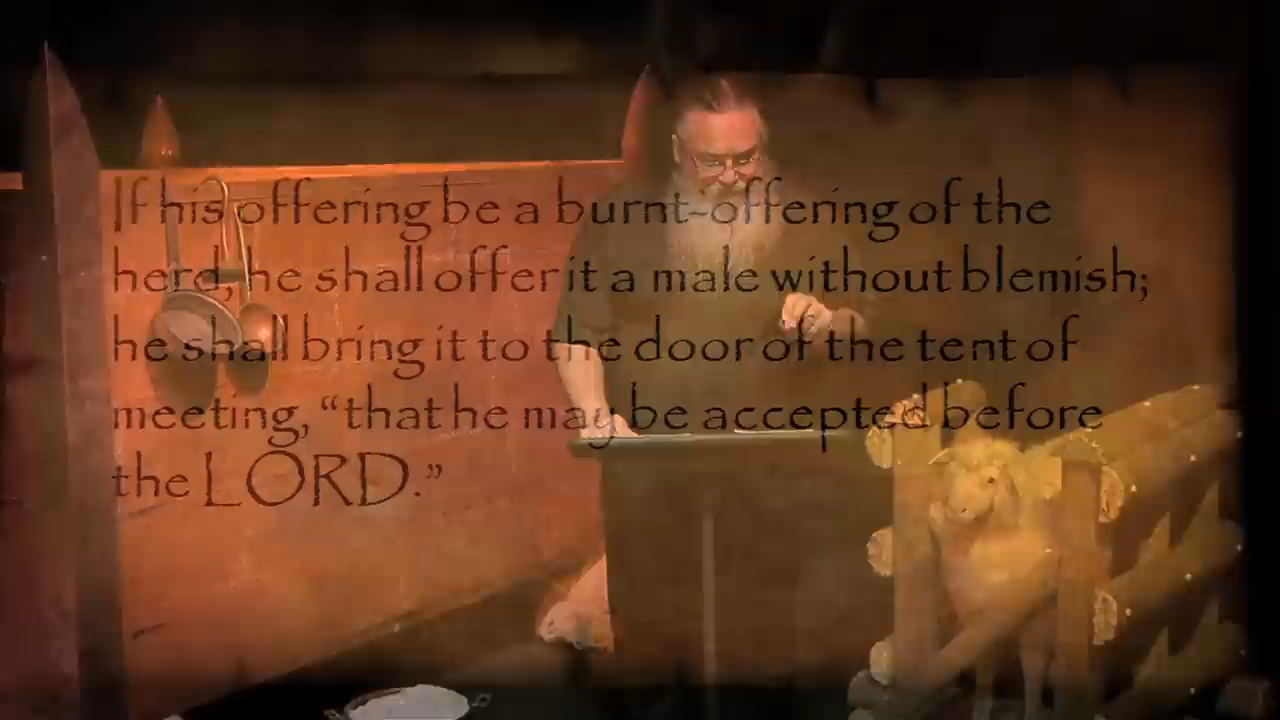 If his offering be a burnt-offering of the
herd, he shall offer it a male without blemish;
he shall bring it to the door of the tent of
meeting, “that he may be accepted before
the LORD.”